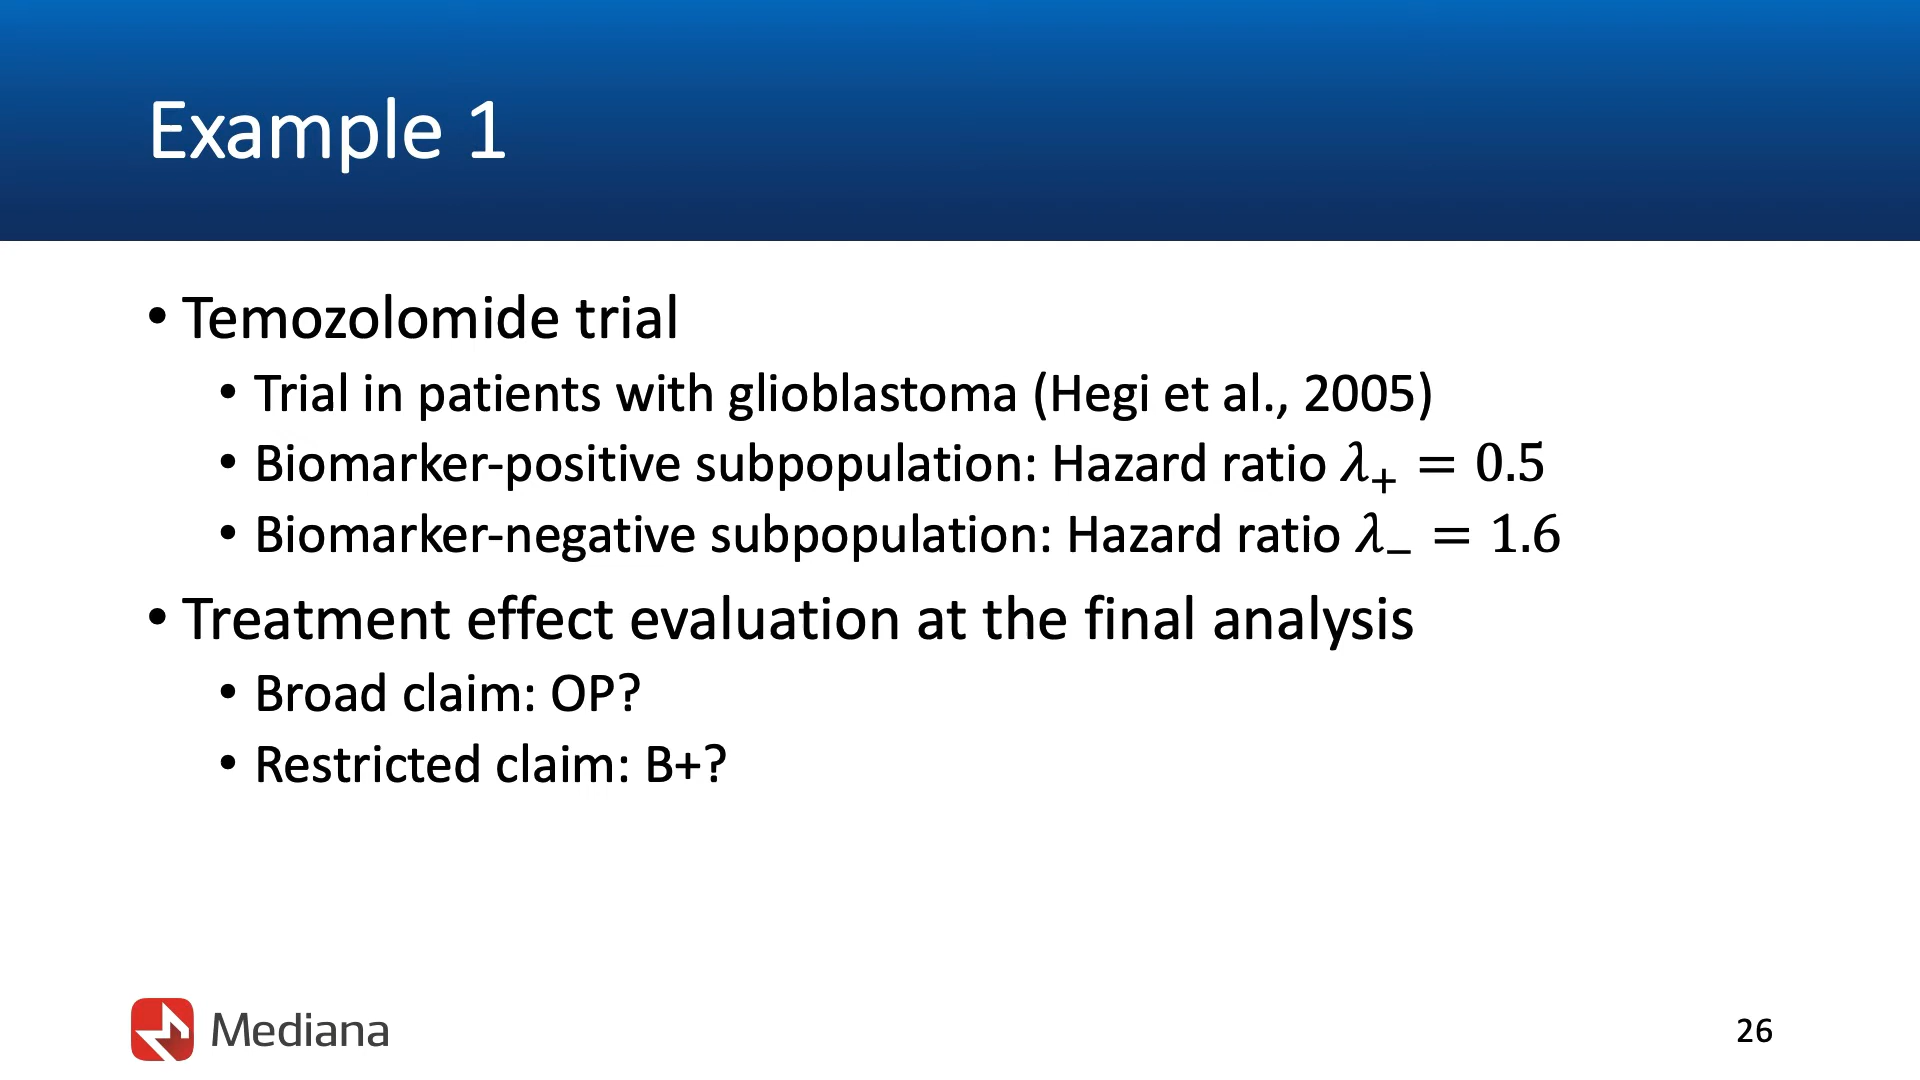 Example 1
• Temozolomide trial
• Trial in patients with glioblastoma (Hegi et al., 2005)
• Biomarker-positive subpopulation: Hazard ratio λ₊ = 0.5
• Biomarker-negative subpopulation: Hazard ratio λ₋ = 1.6
• Treatment effect evaluation at the final analysis
• Broad claim: OP?
• Restricted claim: B+?
Mediana
26